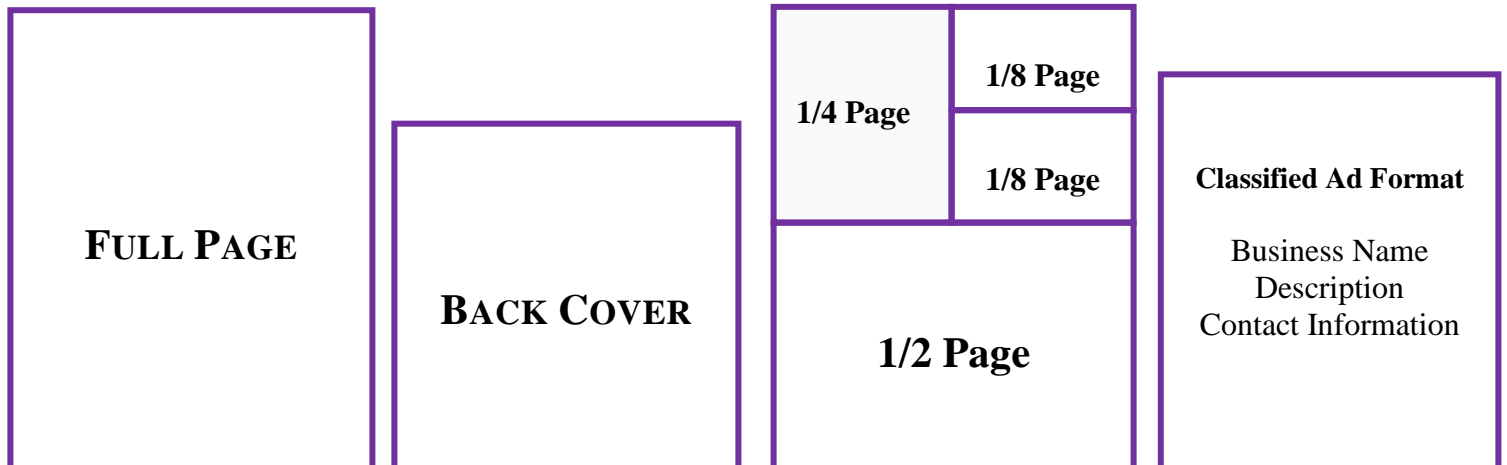 FULL PAGE
BACK COVER
1/4 Page
1/8 Page
1/8 Page
1/2 Page
Classified Ad Format
Business Name
Description
Contact Information